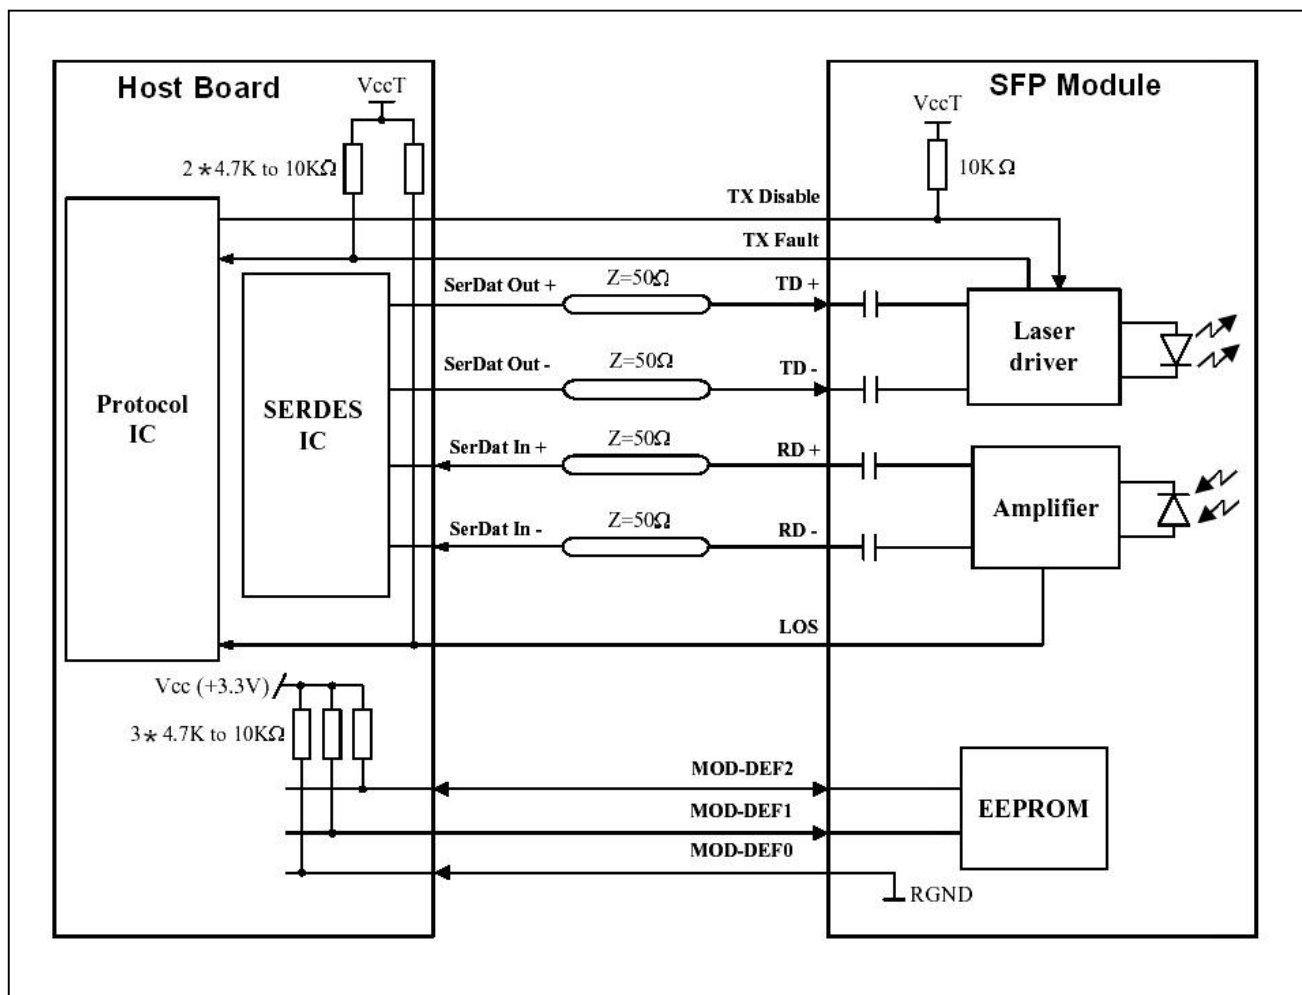 Host Board
SFP Module
VccT
VccT
2*4.7K to 10KΩ
10KΩ
TX Disable
TX Fault
SerDat Out +
Z=50Ω
TD +
Laser
driver
SerDat Out -
Z=50Ω
TD -
Protocol
IC
SERDES
IC
SerDat In +
Z=50Ω
RD +
Amplifier
SerDat In -
Z=50Ω
RD -
LOS
Vcc (+3.3V)
3* 4.7K to 10KΩ
MOD-DEF2
MOD-DEF1
EEPROM
MOD-DEF0
RGND